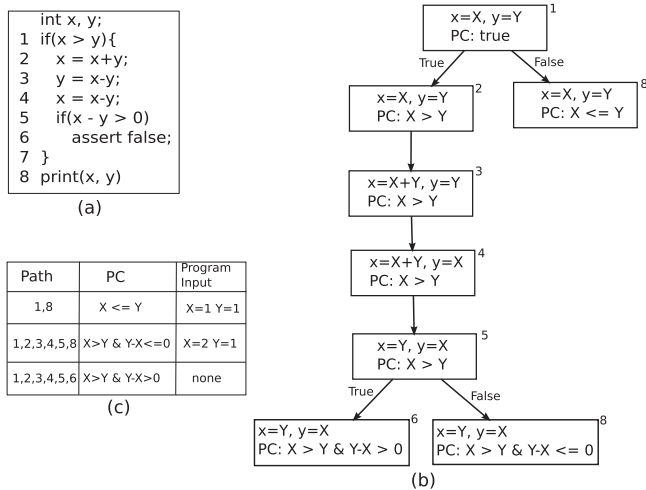 int x, y;
1 if(x > y){
2 x = x+y;
3 y = x-y;
4 x = x-y;
5 if(x - y > 0)
6 assert false;
7 }
8 print(x, y)
(a)
Path PC Program Input
1,8 X <= Y X=1 Y=1
1,2,3,4,5,8 X>Y & Y-X<=0 X=2 Y=1
1,2,3,4,5,6 X>Y & Y-X>0 none
(c)
1
x=X, y=Y
PC: true
True False
2
x=X, y=Y
PC: X > Y
8
x=X, y=Y
PC: X <= Y
3
x=X+Y, y=Y
PC: X > Y
4
x=X+Y, y=X
PC: X > Y
5
x=Y, y=X
PC: X > Y
True False
6
x=Y, y=X
PC: X > Y & Y-X > 0
8
x=Y, y=X
PC: X > Y & Y-X <= 0
(b)